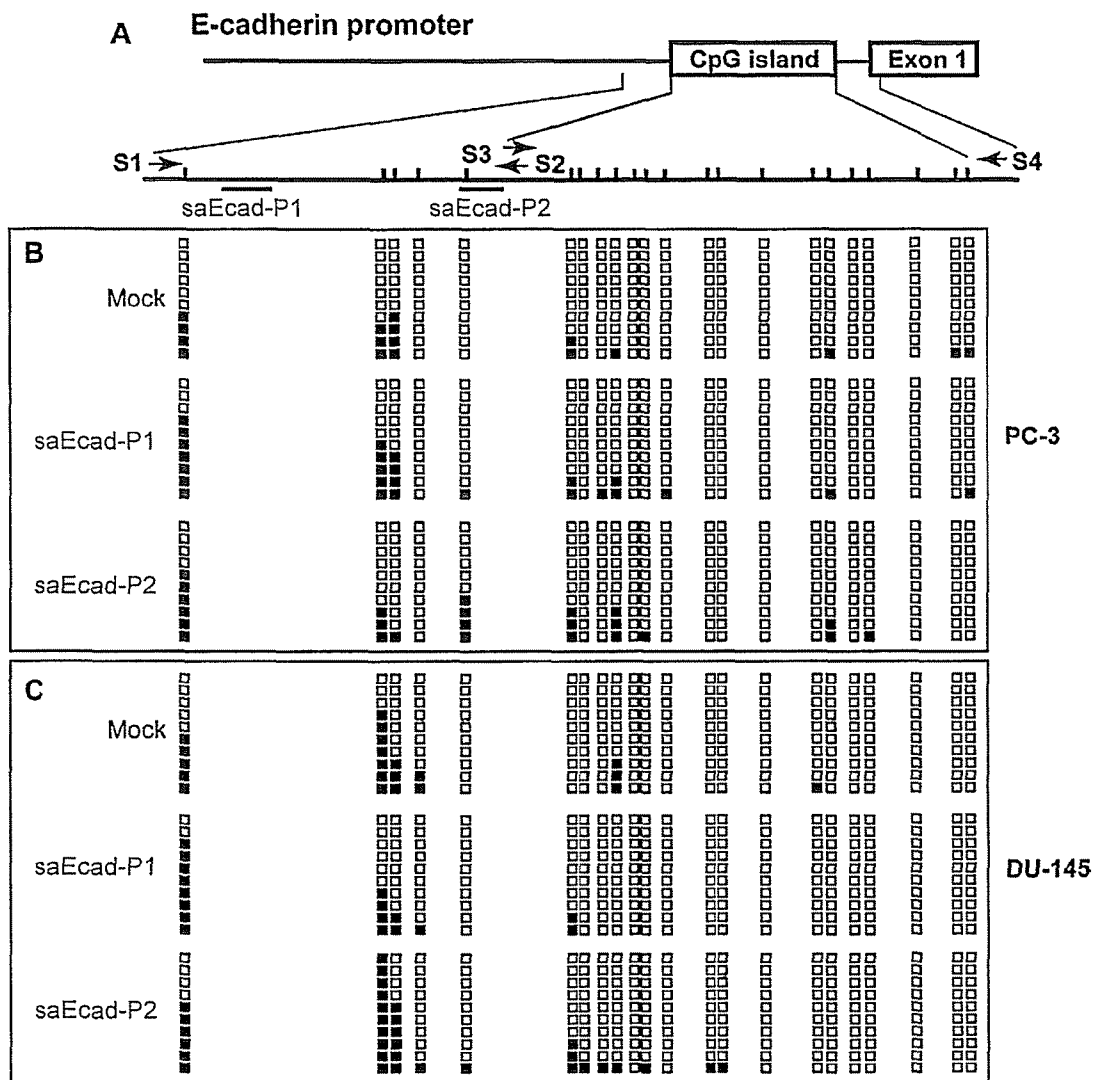 A
E-cadherin promoter
CpG island
Exon 1
S1
S3
S2
S4
saEcad-P1
saEcad-P2
B
Mock
saEcad-P1
saEcad-P2
PC-3
C
Mock
saEcad-P1
saEcad-P2
DU-145